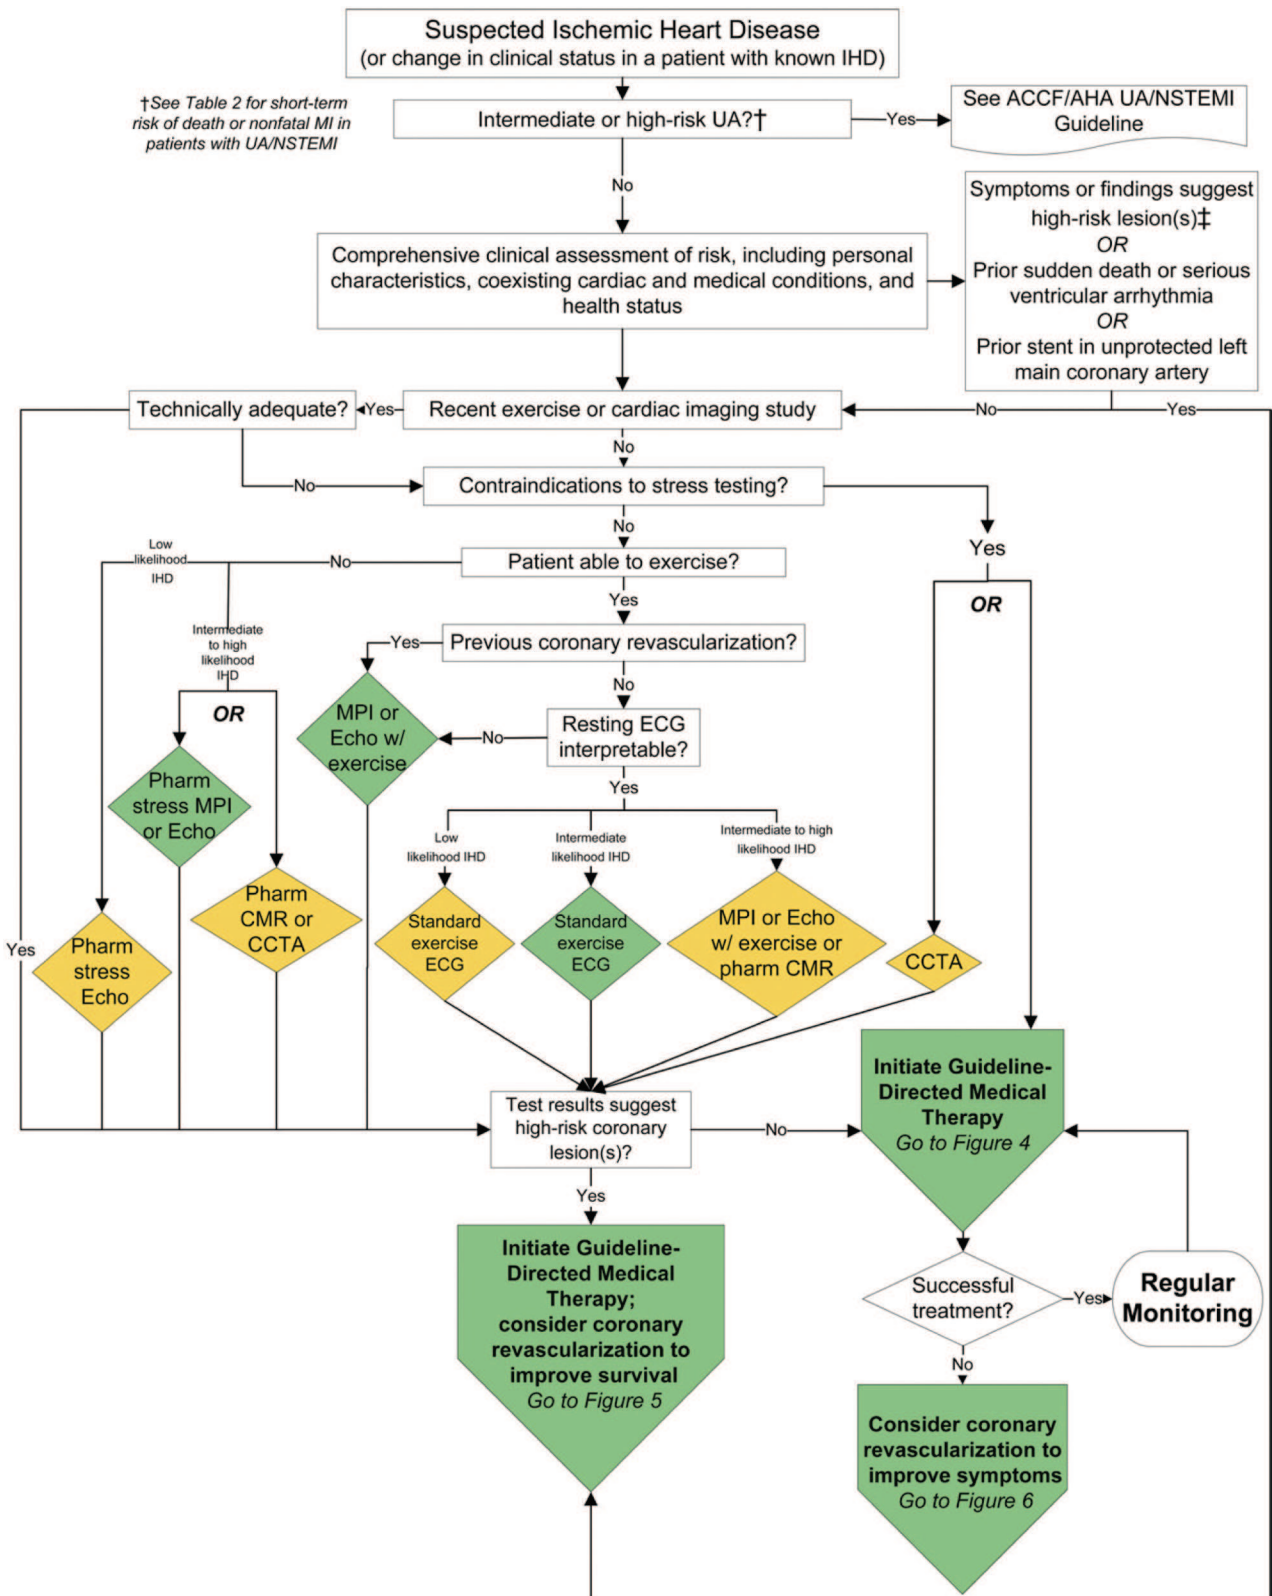 Suspected Ischemic Heart Disease
(or change in clinical status in a patient with known IHD)
†See Table 2 for short-term
risk of death or nonfatal MI in
patients with UA/NSTEMI
Intermediate or high-risk UA?†
Yes
See ACCF/AHA UA/NSTEMI
Guideline
No
Symptoms or findings suggest
high-risk lesion(s)‡
OR
Prior sudden death or serious
ventricular arrhythmia
OR
Prior stent in unprotected left
main coronary artery
Comprehensive clinical assessment of risk, including personal
characteristics, coexisting cardiac and medical conditions, and
health status
Technically adequate?
Yes
Recent exercise or cardiac imaging study
No
Yes
No
No
Contraindications to stress testing?
No
Yes
OR
Low
likelihood
IHD
No
Patient able to exercise?
Yes
Intermediate
to high
likelihood
IHD
OR
Yes
Previous coronary revascularization?
No
MPI or
Echo w/
exercise
No
Resting ECG
interpretable?
Yes
Pharm
stress MPI
or Echo
Low
likelihood IHD
Intermediate
likelihood IHD
Intermediate to high
likelihood IHD
Pharm
CMR or
CCTA
Standard
exercise
ECG
Standard
exercise
ECG
MPI or Echo
w/ exercise or
pharm CMR
CCTA
Yes
Pharm
stress
Echo
Test results suggest
high-risk coronary
lesion(s)?
No
Initiate Guideline-
Directed Medical
Therapy
Go to Figure 4
Yes
Initiate Guideline-
Directed Medical
Therapy;
consider coronary
revascularization to
improve survival
Go to Figure 5
Successful
treatment?
Yes
Regular
Monitoring
No
Consider coronary
revascularization to
improve symptoms
Go to Figure 6